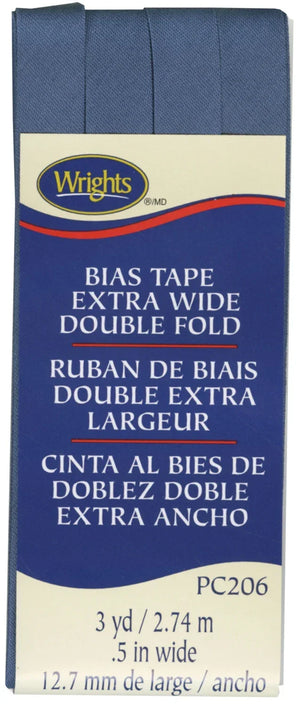 Wrights
®/MD
BIAS TAPE
EXTRA WIDE
DOUBLE FOLD
RUBAN DE BIAIS
DOUBLE EXTRA
LARGEUR
CINTA AL BIES DE
DOBLEZ DOBLE
EXTRA ANCHO
PC206
3 yd / 2.74 m
.5 in wide
12.7 mm de large / ancho